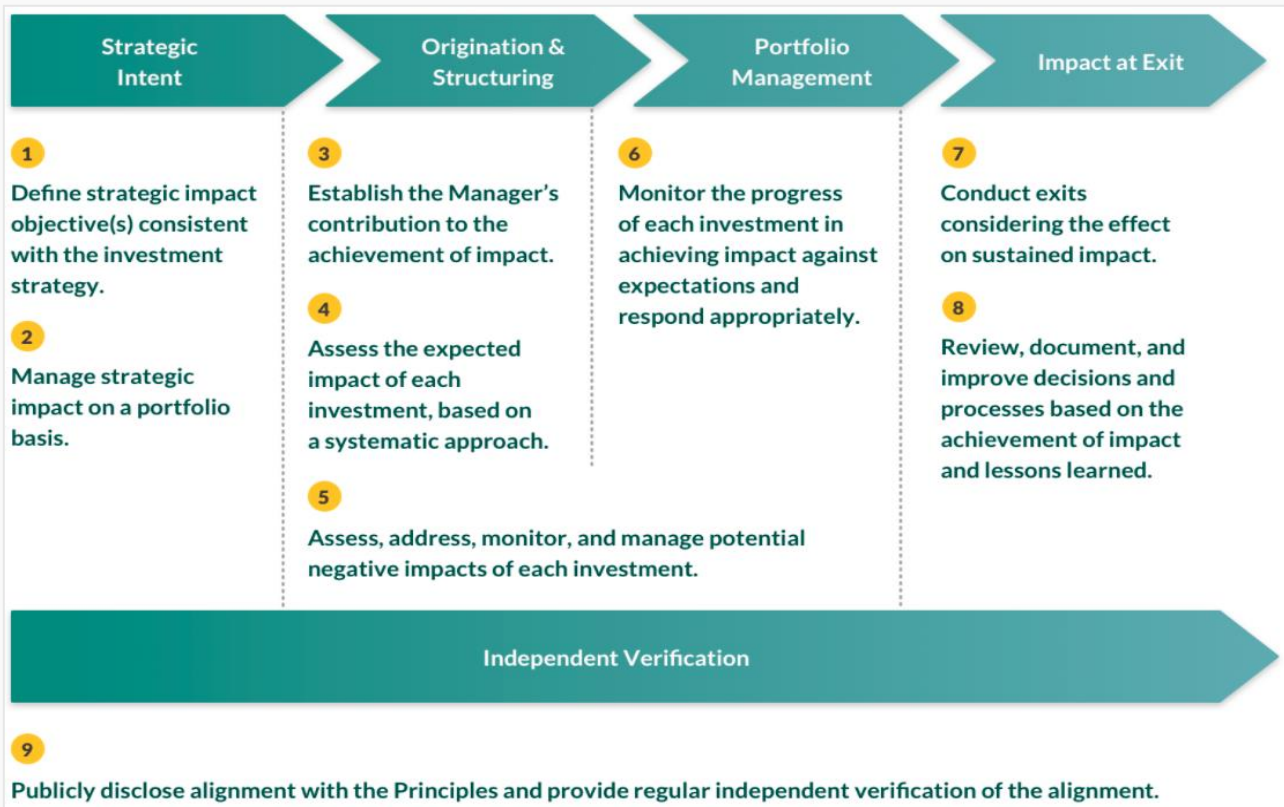 Strategic
Intent
Origination &
Structuring
Portfolio
Management
Impact at Exit
1
Define strategic impact
objective(s) consistent
with the investment
strategy.
2
Manage strategic
impact on a portfolio
basis.
3
Establish the Manager's
contribution to the
achievement of impact.
4
Assess the expected
impact of each
investment, based on
a systematic approach.
5
Assess, address, monitor, and manage potential
negative impacts of each investment.
6
Monitor the progress
of each investment in
achieving impact against
expectations and
respond appropriately.
7
Conduct exits
considering the effect
on sustained impact.
8
Review, document, and
improve decisions and
processes based on the
achievement of impact
and lessons learned.
Independent Verification
9
Publicly disclose alignment with the Principles and provide regular independent verification of the alignment.